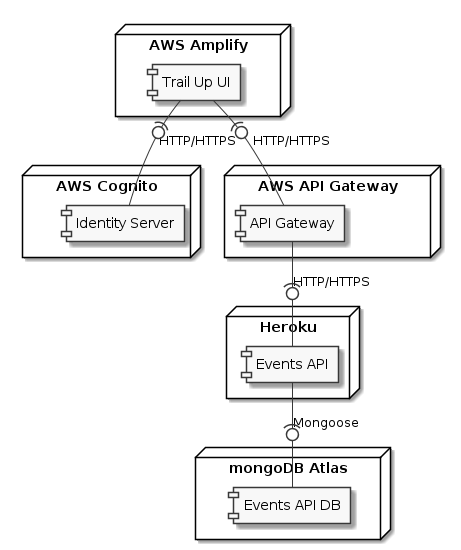 AWS Amplify
Trail Up UI
HTTP/HTTPS
HTTP/HTTPS
AWS Cognito
AWS API Gateway
Identity Server
API Gateway
HTTP/HTTPS
Heroku
Events API
Mongoose
mongoDB Atlas
Events API DB